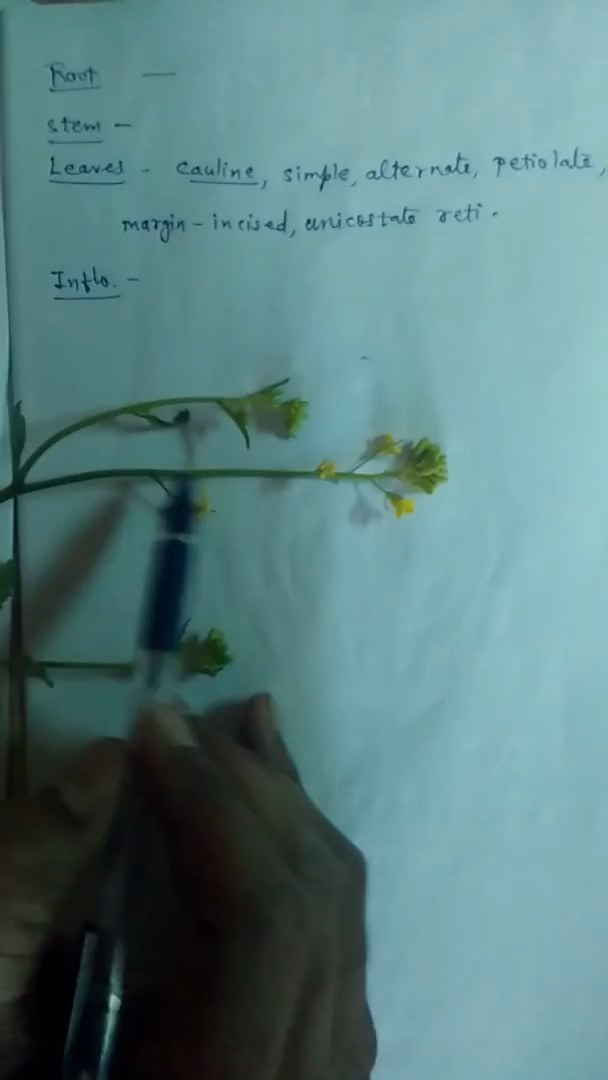 Root —
Stem -
Leaves - cauline, simple, alternate, petiolate,
margin - incised, unicostate reti.
Inflo. -